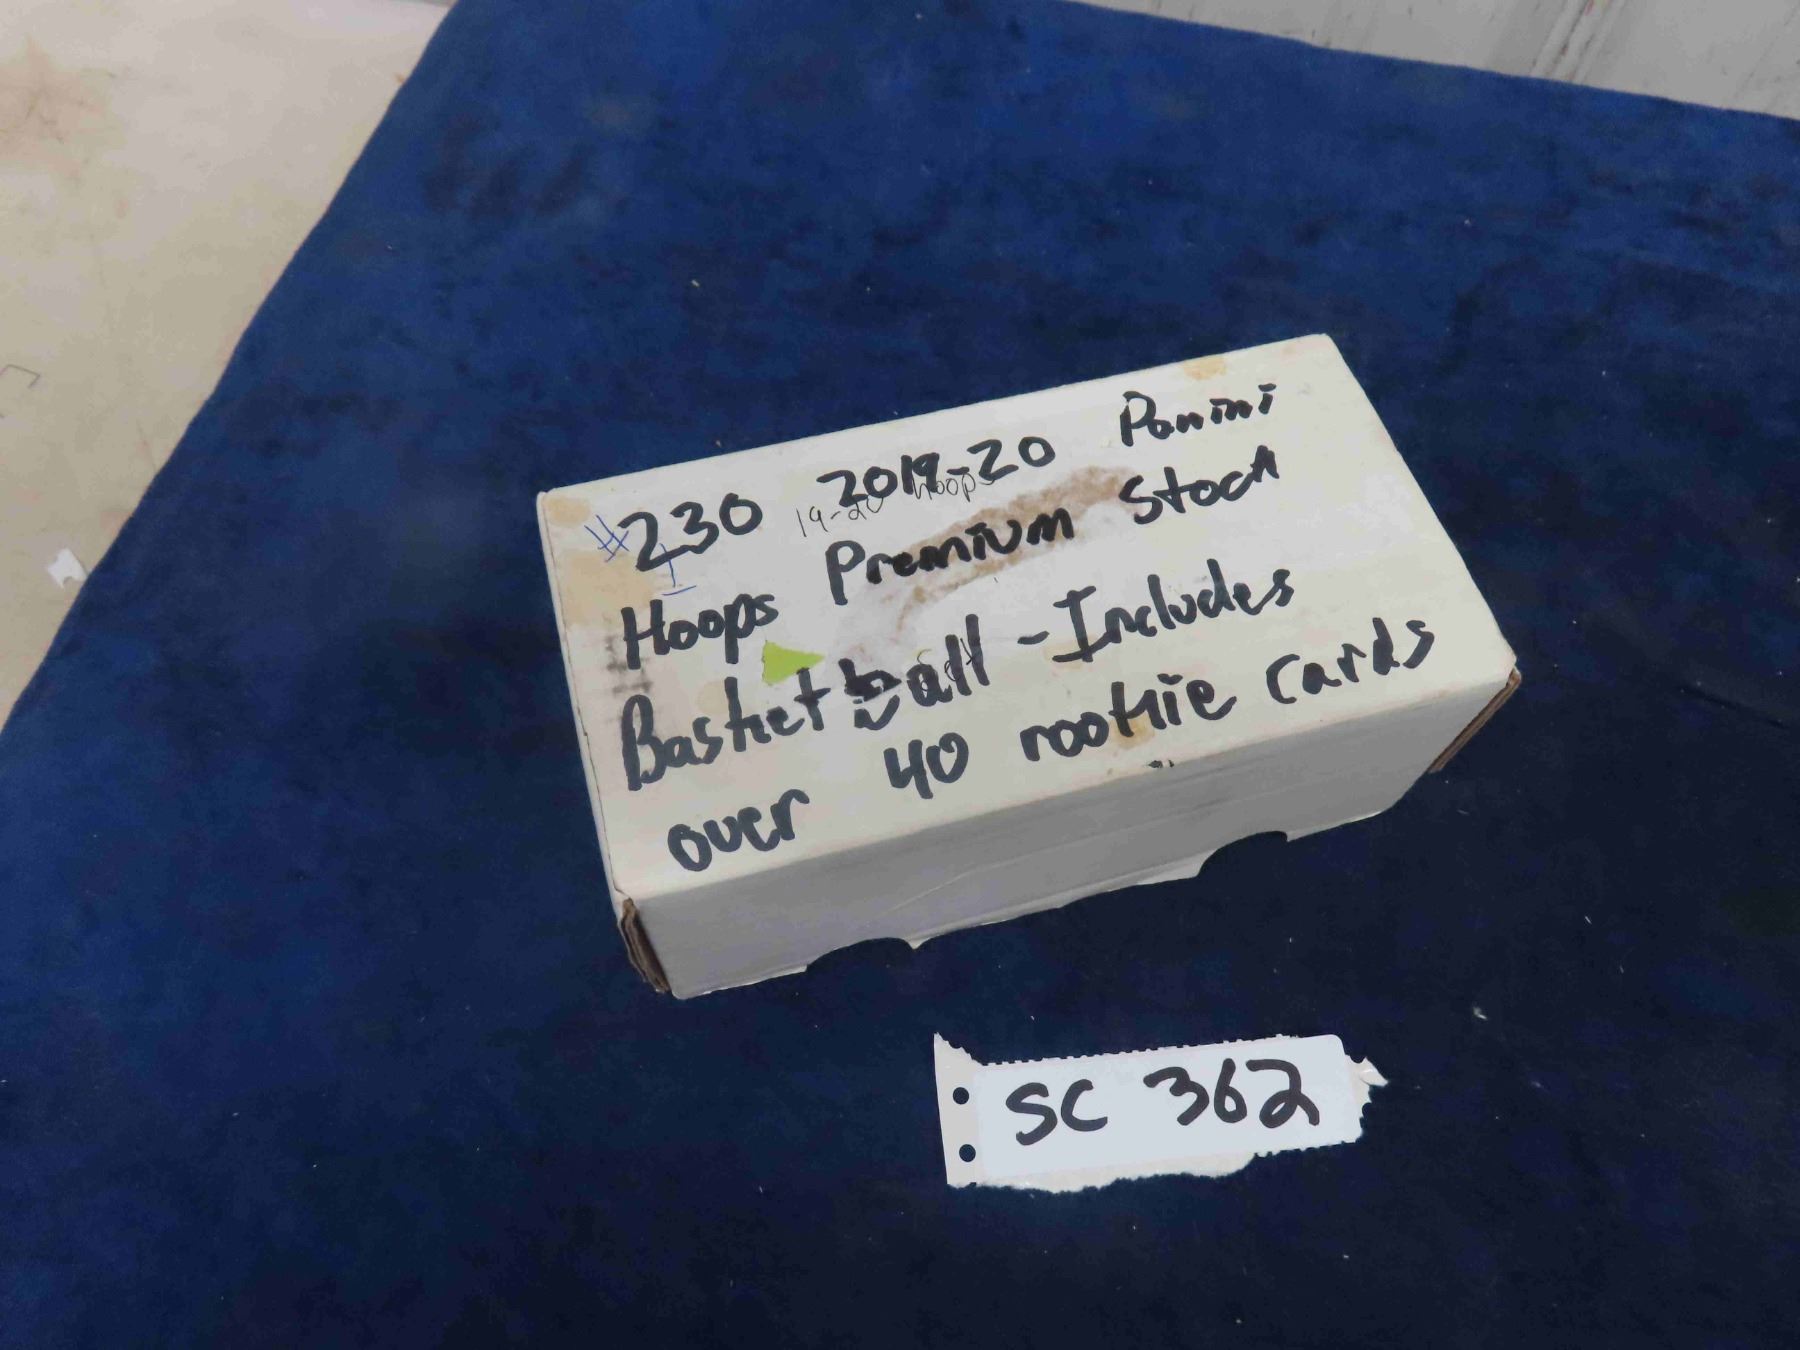 #230 2019-20 Panini
19-20 Hoops
Hoops Premium Stock
Basketball - Includes
over 40 rookie cards
SC 362